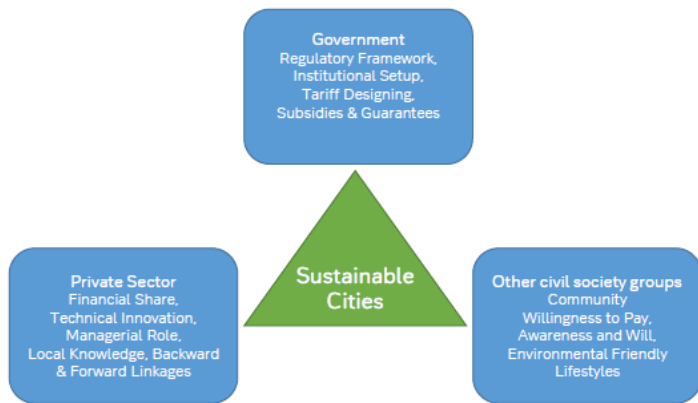 Government
Regulatory Framework,
Institutional Setup,
Tariff Designing,
Subsidies & Guarantees
Sustainable
Cities
Private Sector
Financial Share,
Technical Innovation,
Managerial Role,
Local Knowledge, Backward
& Forward Linkages
Other civil society groups
Community
Willingness to Pay,
Awareness and Will,
Environmental Friendly
Lifestyles